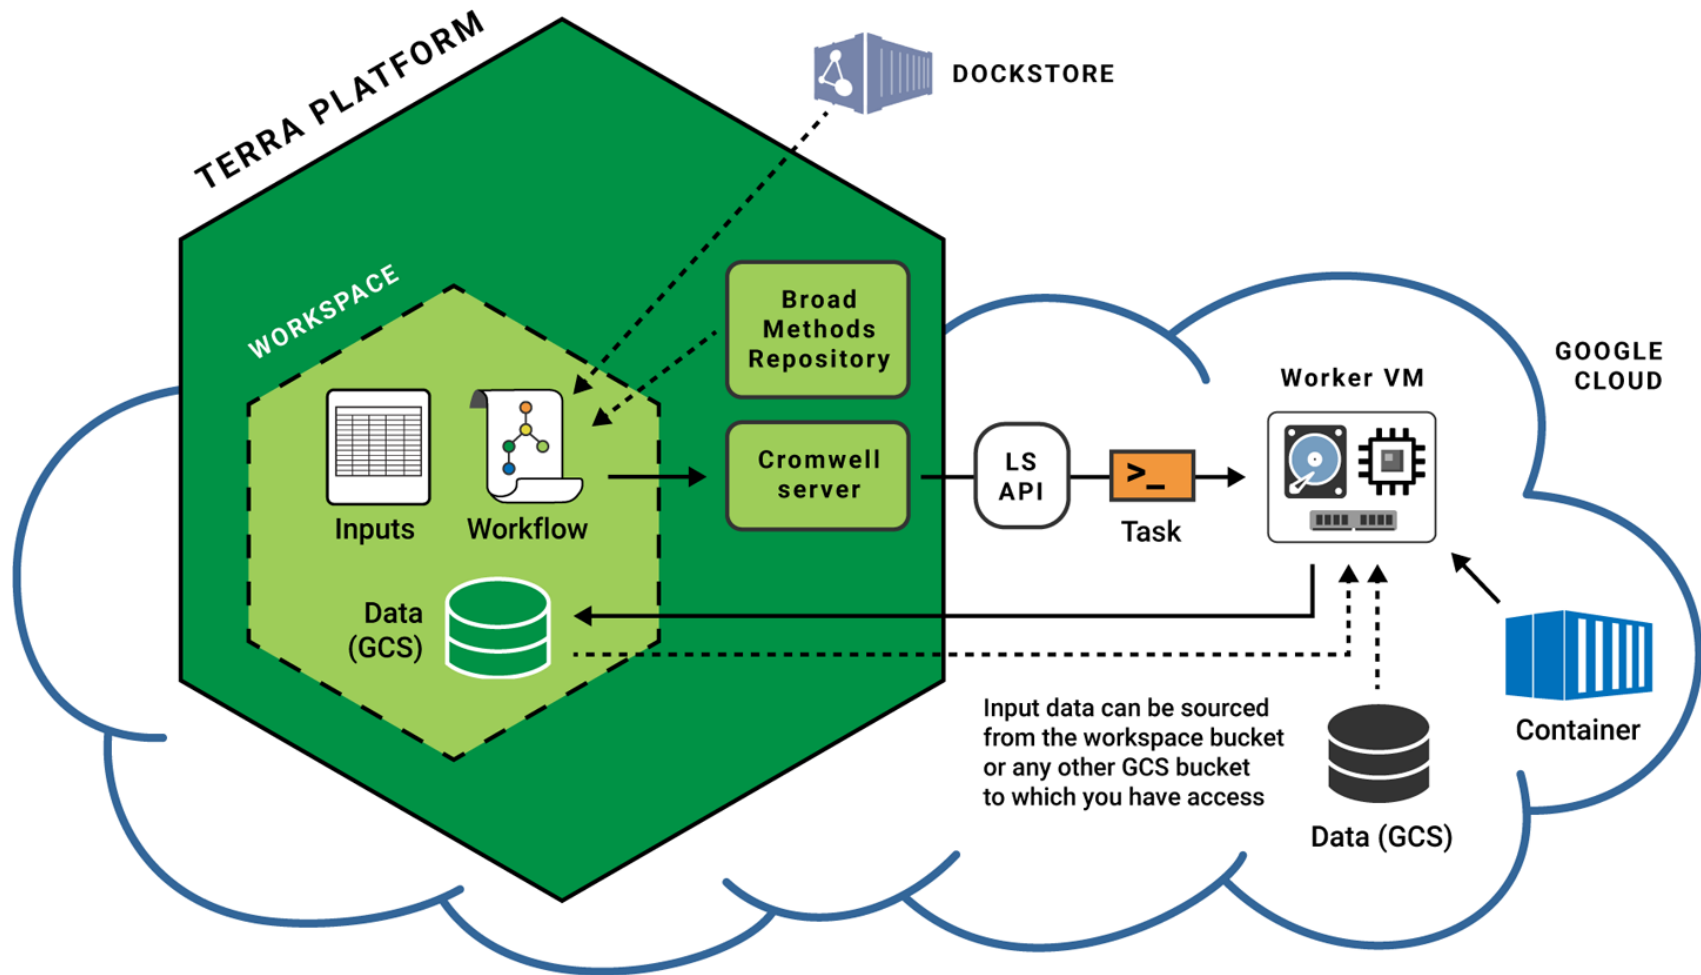 TERRA PLATFORM
DOCKSTORE
WORKSPACE
Broad
Methods
Repository
GOOGLE
CLOUD
Worker VM
Cromwell
server
LS
API
>_
Inputs
Workflow
Task
Data
(GCS)
Input data can be sourced
from the workspace bucket
or any other GCS bucket
to which you have access
Container
Data (GCS)